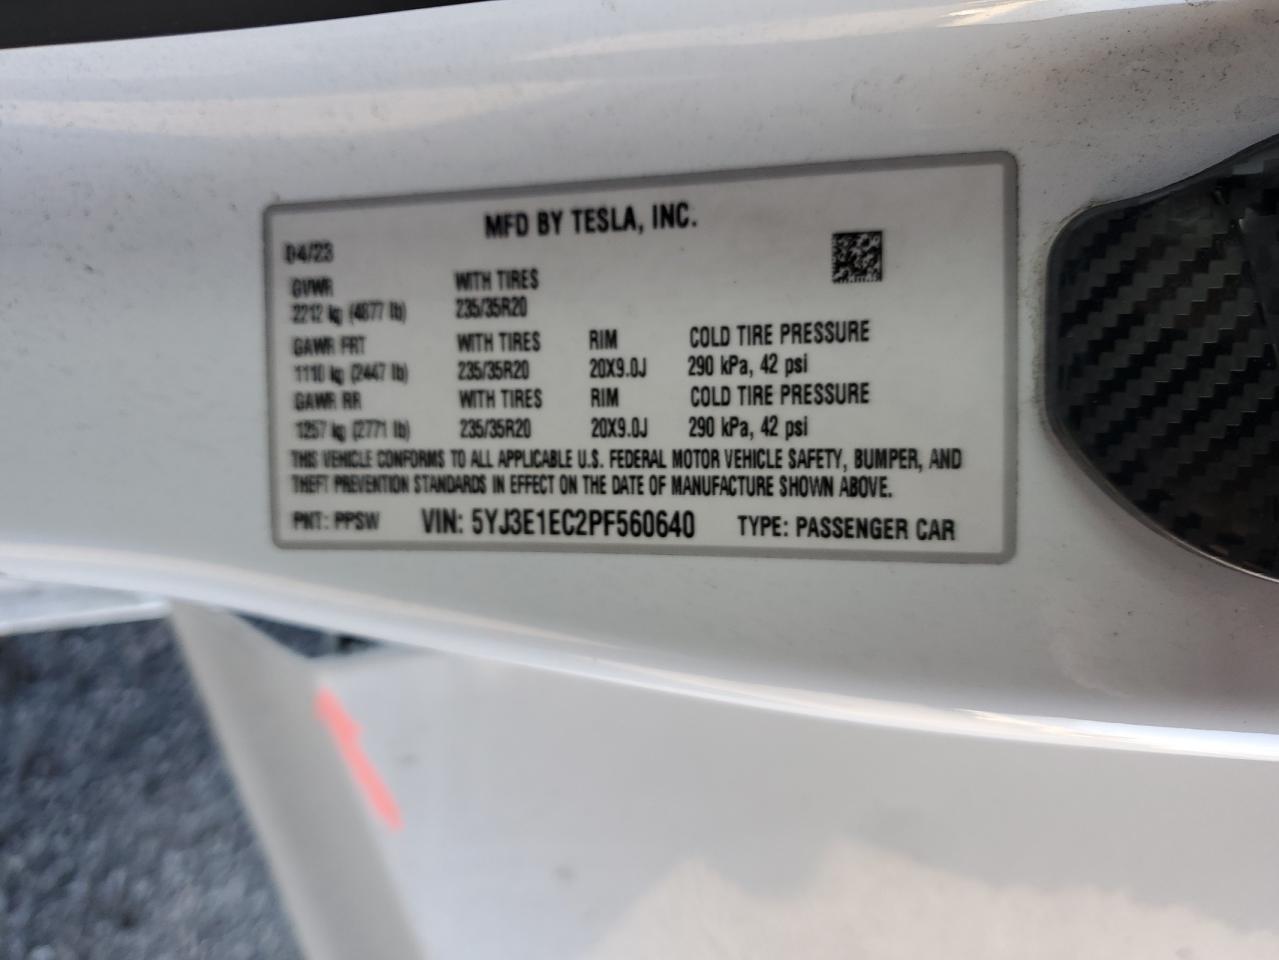 MFD BY TESLA, INC.
04/23
GVWR WITH TIRES
2212 kg (4877 lb) 235/35R20
GAWR FRT WITH TIRES RIM COLD TIRE PRESSURE
1110 kg (2447 lb) 235/35R20 20X9.0J 290 kPa, 42 psi
GAWR RR WITH TIRES RIM COLD TIRE PRESSURE
1257 kg (2771 lb) 235/35R20 20X9.0J 290 kPa, 42 psi
THIS VEHICLE CONFORMS TO ALL APPLICABLE U.S. FEDERAL MOTOR VEHICLE SAFETY, BUMPER, AND
THEFT PREVENTION STANDARDS IN EFFECT ON THE DATE OF MANUFACTURE SHOWN ABOVE.
PNT: PPSW VIN: 5YJ3E1EC2PF560640 TYPE: PASSENGER CAR